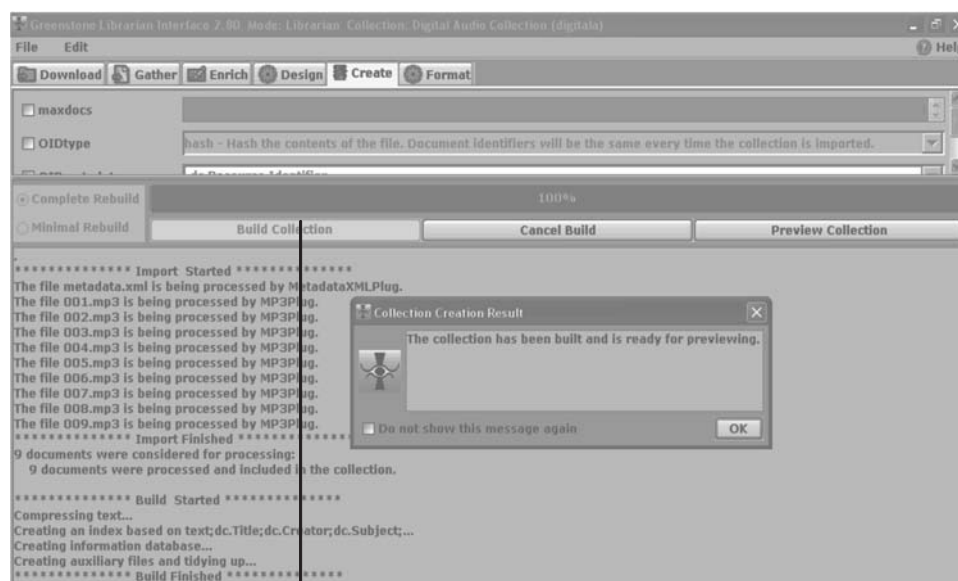 Greenstone Librarian Interface 2.80 Mode: Librarian Collection: Digital Audio Collection (digitala)
File Edit Hel
Download Gather Enrich Design Create Format
maxdocs
OIDtype hash - Hash the contents of the file. Document identifiers will be the same every time the collection is imported.
dc.Resource Identifier
Complete Rebuild 100%
Minimal Rebuild Build Collection Cancel Build Preview Collection
.
************** Import Started **************
The file metadata.xml is being processed by MetadataXMLPlug.
The file 001.mp3 is being processed by MP3Plug.
The file 002.mp3 is being processed by MP3Plug.
The file 003.mp3 is being processed by MP3Plug.
The file 004.mp3 is being processed by MP3Plug.
The file 005.mp3 is being processed by MP3Plug.
The file 006.mp3 is being processed by MP3Plug.
The file 007.mp3 is being processed by MP3Plug.
The file 008.mp3 is being processed by MP3Plug.
The file 009.mp3 is being processed by MP3Plug.
************** Import Finished **************
9 documents were considered for processing:
9 documents were processed and included in the collection.
************** Build Started **************
Compressing text...
Creating an index based on text;dc.Title;dc.Creator;dc.Subject;...
Creating information database...
Creating auxiliary files and tidying up...
************** Build Finished **************
Collection Creation Result
The collection has been built and is ready for previewing.
Do not show this message again OK